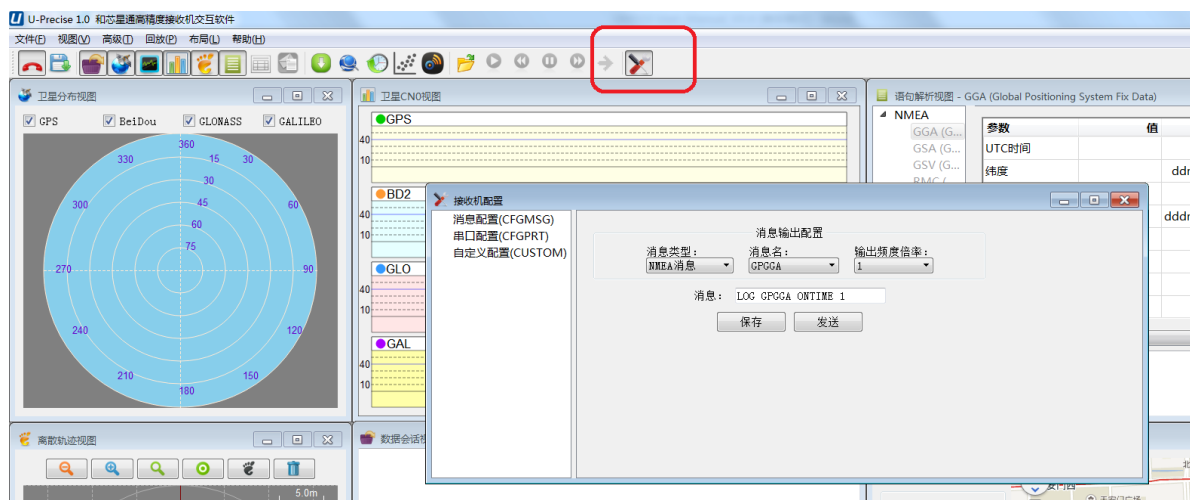 U-Precise 1.0 和芯星通高精度接收机交互软件
文件(F) 视图(V) 高级(T) 回放(P) 布局(L) 帮助(H)
卫星分布视图
GPS BeiDou GLONASS GALILEO
360
330 15 30
30
300 45 60
60
75
270 90
240 120
210 150
180
卫星CN0视图
GPS
40
10
BD2
40
10
GLO
40
10
GAL
40
10
语句解析视图 - GGA (Global Positioning System Fix Data)
NMEA
GGA (G...
GSA (G...
GSV (G...
RMC (
参数 值
UTC时间
纬度
接收机配置
消息配置(CFGMSG)
串口配置(CFGPRT)
自定义配置(CUSTOM)
消息输出配置
消息类型： 消息名： 输出频度倍率：
NMEA消息 GPGGA 1
消息： LOG GPGGA ONTIME 1
保存 发送
离散轨迹视图
数据会话
5.0m